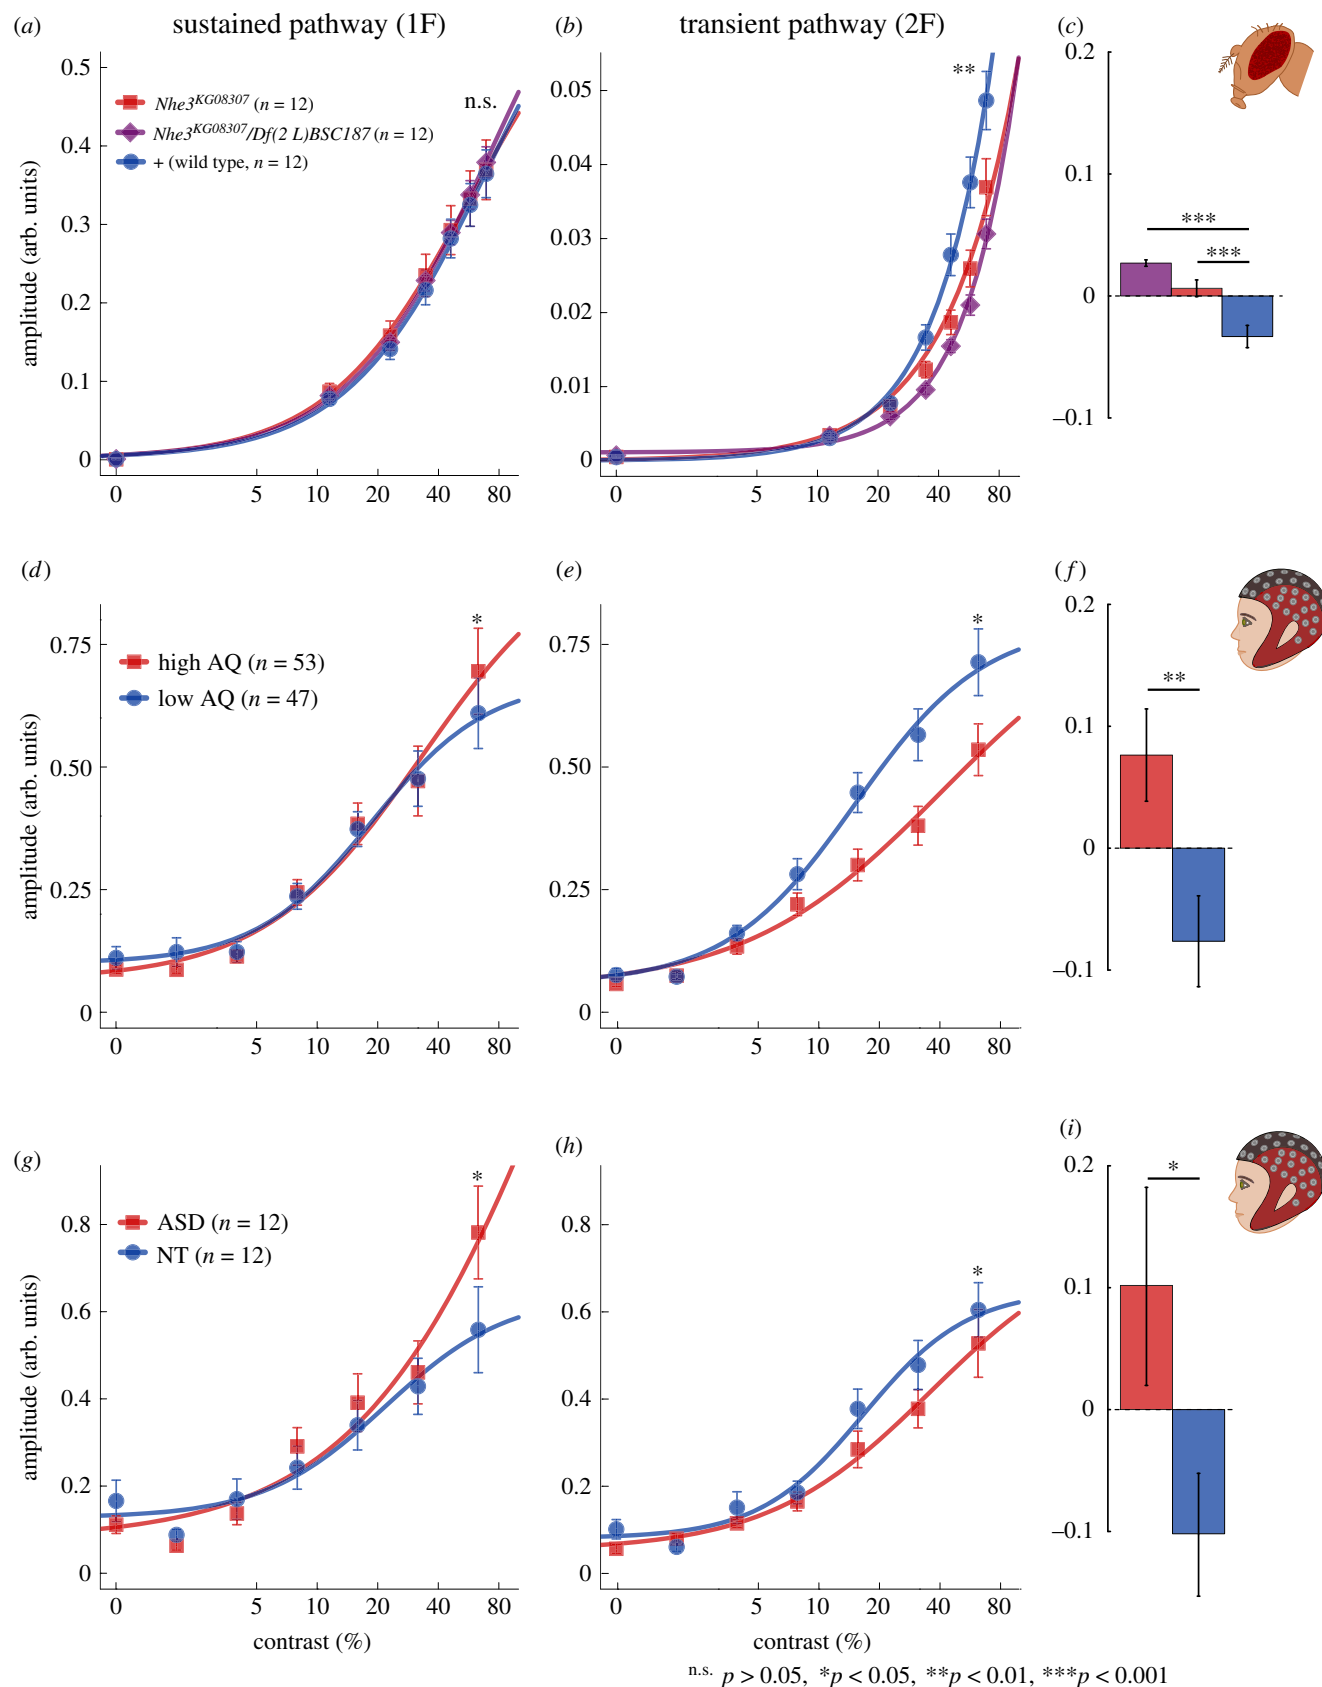 (a) sustained pathway (1F)
0.5
0.4
0.3
0.2
0.1
0
amplitude (arb. units)
Nhe3KG08307 (n = 12)
Nhe3KG08307/Df(2 L)BSC187 (n = 12)
+ (wild type, n = 12)
n.s.
0 5 10 20 40 80
(b) transient pathway (2F)
0.05
0.04
0.03
0.02
0.01
0
**
0 5 10 20 40 80
(c)
0.2
0.1
0
–0.1
***
***
(d)
0.75
0.50
0.25
0
amplitude (arb. units)
high AQ (n = 53)
low AQ (n = 47)
*
0 5 10 20 40 80
(e)
0.75
0.50
0.25
0
*
0 5 10 20 40 80
(f)
0.2
0.1
0
–0.1
**
(g)
0.8
0.6
0.4
0.2
0
amplitude (arb. units)
ASD (n = 12)
NT (n = 12)
*
0 5 10 20 40 80
contrast (%)
(h)
0.8
0.6
0.4
0.2
0
*
0 5 10 20 40 80
contrast (%)
(i)
0.2
0.1
0
–0.1
*
n.s. p > 0.05, *p < 0.05, **p < 0.01, ***p < 0.001